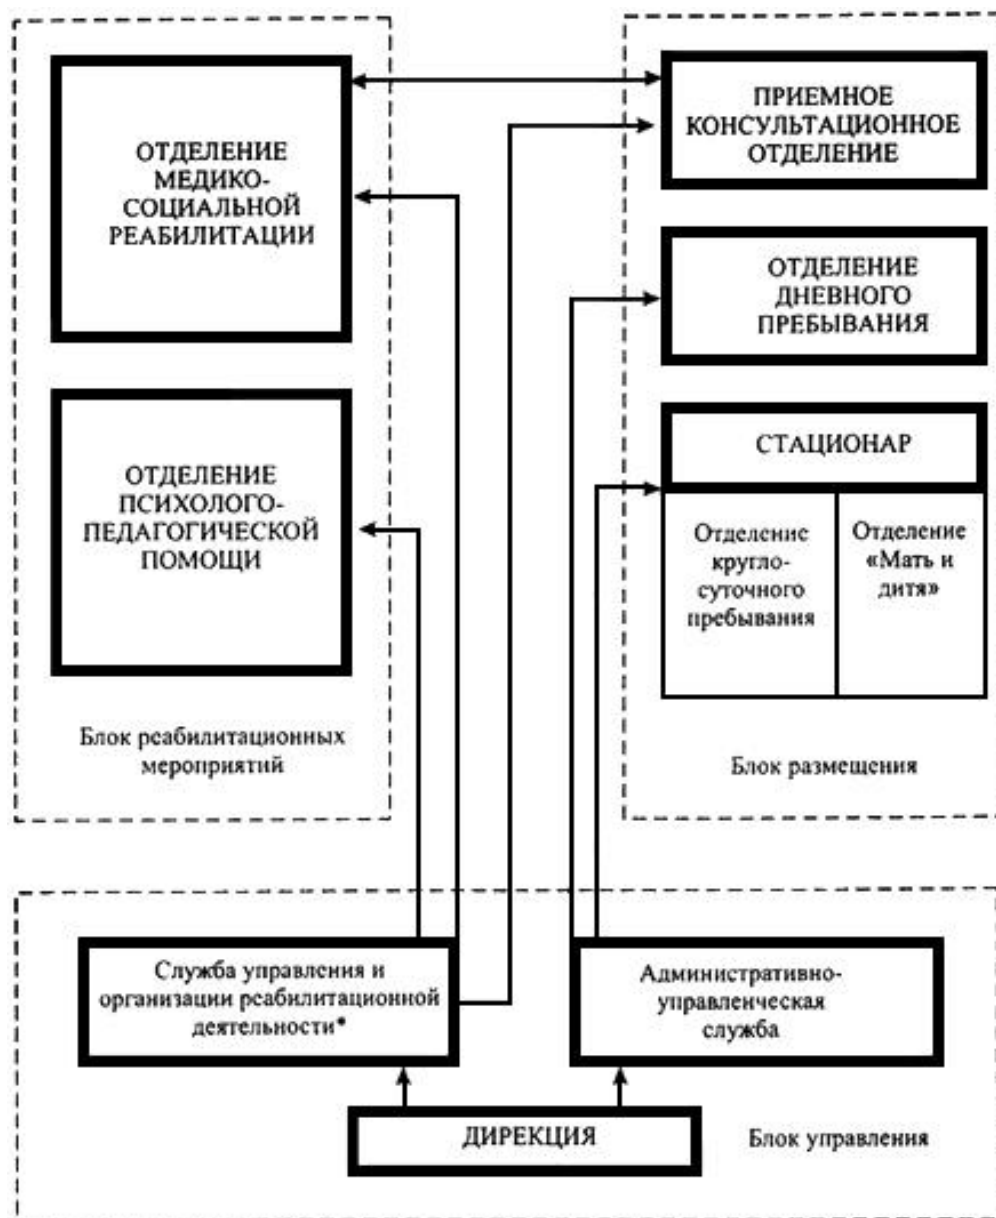 ОТДЕЛЕНИЕ
МЕДИКО-
СОЦИАЛЬНОЙ
РЕАБИЛИТАЦИИ
ОТДЕЛЕНИЕ
ПСИХОЛОГО-
ПЕДАГОГИЧЕСКОЙ
ПОМОЩИ
Блок реабилитационных
мероприятий
ПРИЕМНОЕ
КОНСУЛЬТАЦИОННОЕ
ОТДЕЛЕНИЕ
ОТДЕЛЕНИЕ
ДНЕВНОГО
ПРЕБЫВАНИЯ
СТАЦИОНАР
Отделение
кругло-
суточного
пребывания
Отделение
«Мать и
дитя»
Блок размещения
Служба управления и
организации реабилитационной
деятельности*
Административно-
управленческая
служба
ДИРЕКЦИЯ
Блок управления